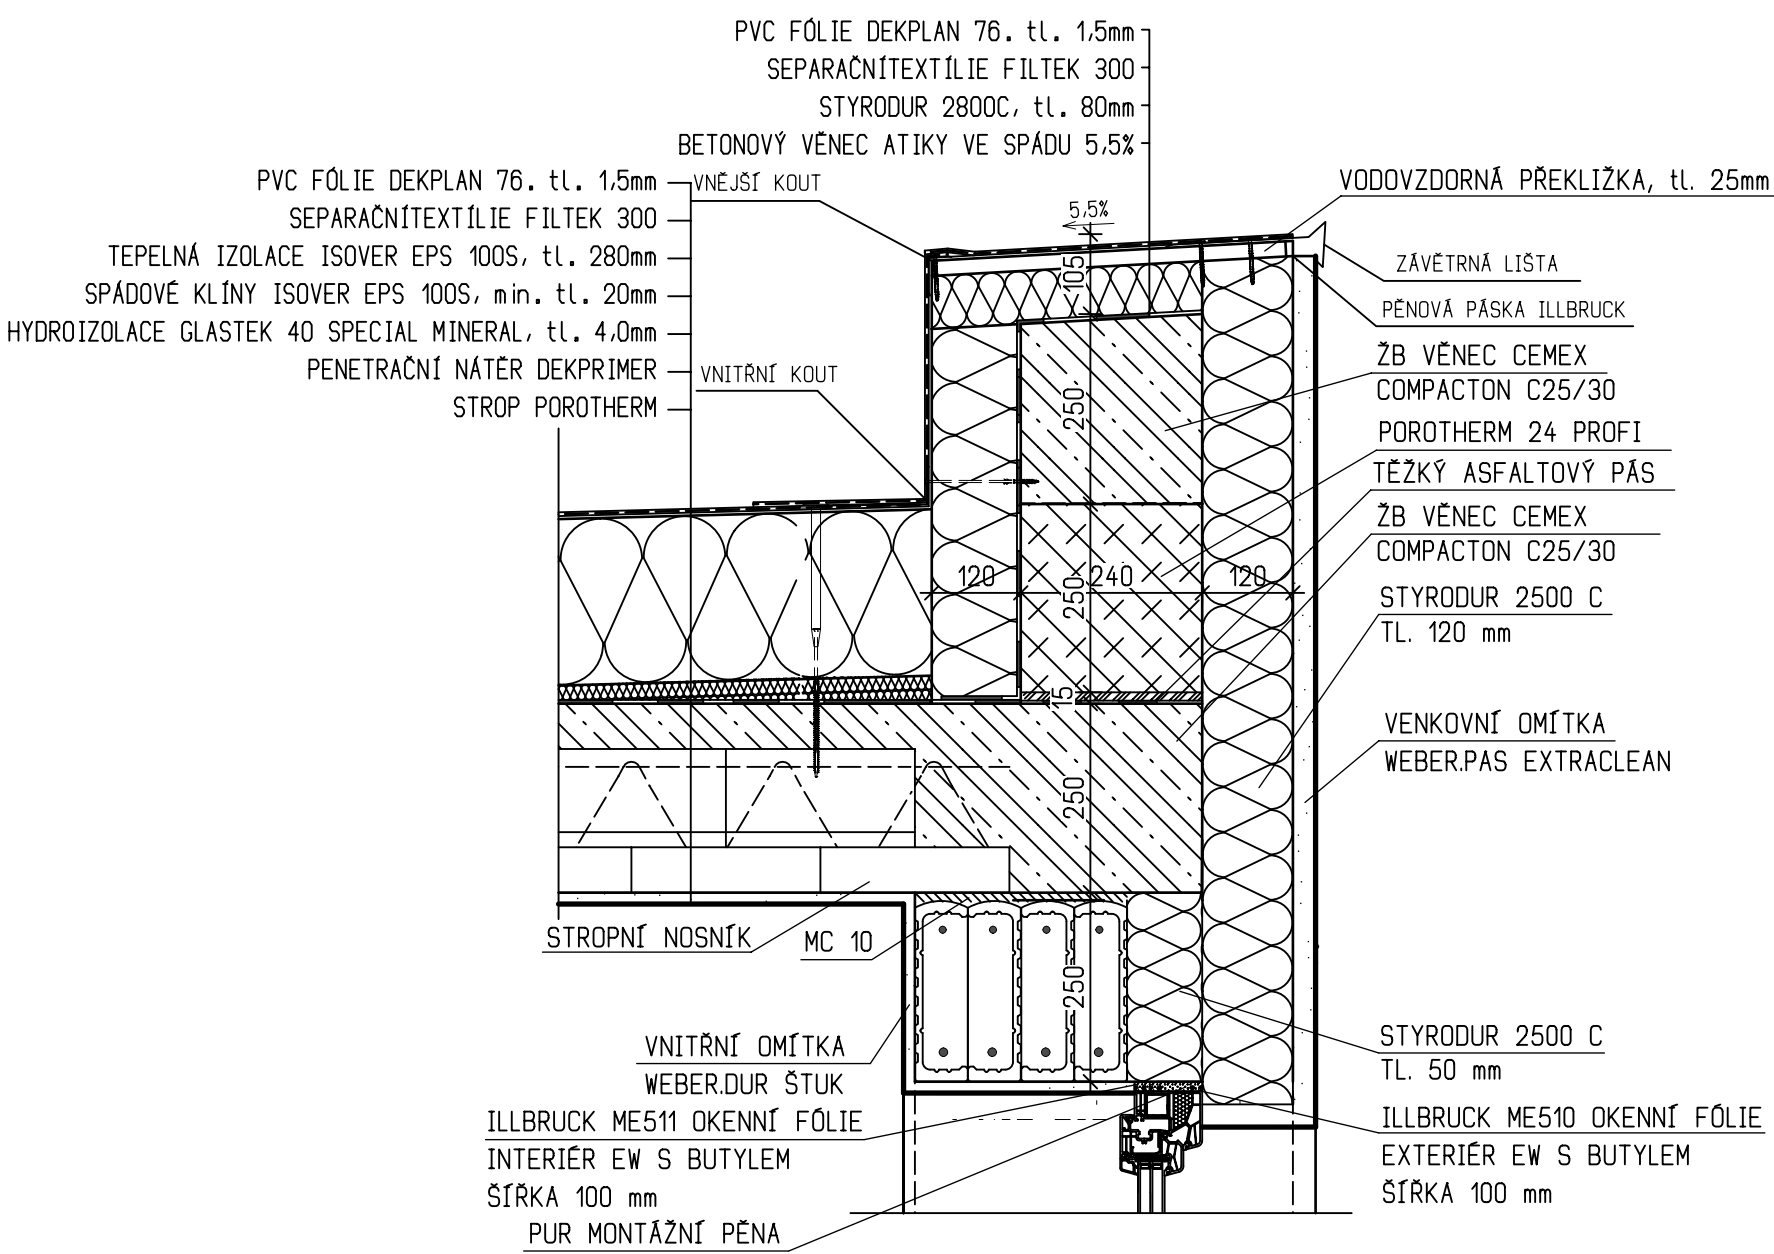 PVC FÓLIE DEKPLAN 76. tl. 1,5mm
SEPARAČNÍTEXTÍLIE FILTEK 300
STYRODUR 2800C, tl. 80mm
BETONOVÝ VĚNEC ATIKY VE SPÁDU 5,5%
PVC FÓLIE DEKPLAN 76. tl. 1,5mm
SEPARAČNÍTEXTÍLIE FILTEK 300
TEPELNÁ IZOLACE ISOVER EPS 100S, tl. 280mm
SPÁDOVÉ KLÍNY ISOVER EPS 100S, min. tl. 20mm
HYDROIZOLACE GLASTEK 40 SPECIAL MINERAL, tl. 4,0mm
PENETRAČNÍ NÁTĚR DEKPRIMER
STROP POROTHERM
VNĚJŠÍ KOUT
VNITŘNÍ KOUT
5,5%
105
250
250
15
250
250
120
240
120
VODOVZDORNÁ PŘEKLIŽKA, tl. 25mm
ZÁVĚTRNÁ LIŠTA
PĚNOVÁ PÁSKA ILLBRUCK
ŽB VĚNEC CEMEX
COMPACTON C25/30
POROTHERM 24 PROFI
TĚŽKÝ ASFALTOVÝ PÁS
ŽB VĚNEC CEMEX
COMPACTON C25/30
STYRODUR 2500 C
TL. 120 mm
VENKOVNÍ OMÍTKA
WEBER.PAS EXTRACLEAN
STROPNÍ NOSNÍK
MC 10
VNITŘNÍ OMÍTKA
WEBER.DUR ŠTUK
ILLBRUCK ME511 OKENNÍ FÓLIE
INTERIÉR EW S BUTYLEM
ŠÍŘKA 100 mm
PUR MONTÁŽNÍ PĚNA
STYRODUR 2500 C
TL. 50 mm
ILLBRUCK ME510 OKENNÍ FÓLIE
EXTERIÉR EW S BUTYLEM
ŠÍŘKA 100 mm